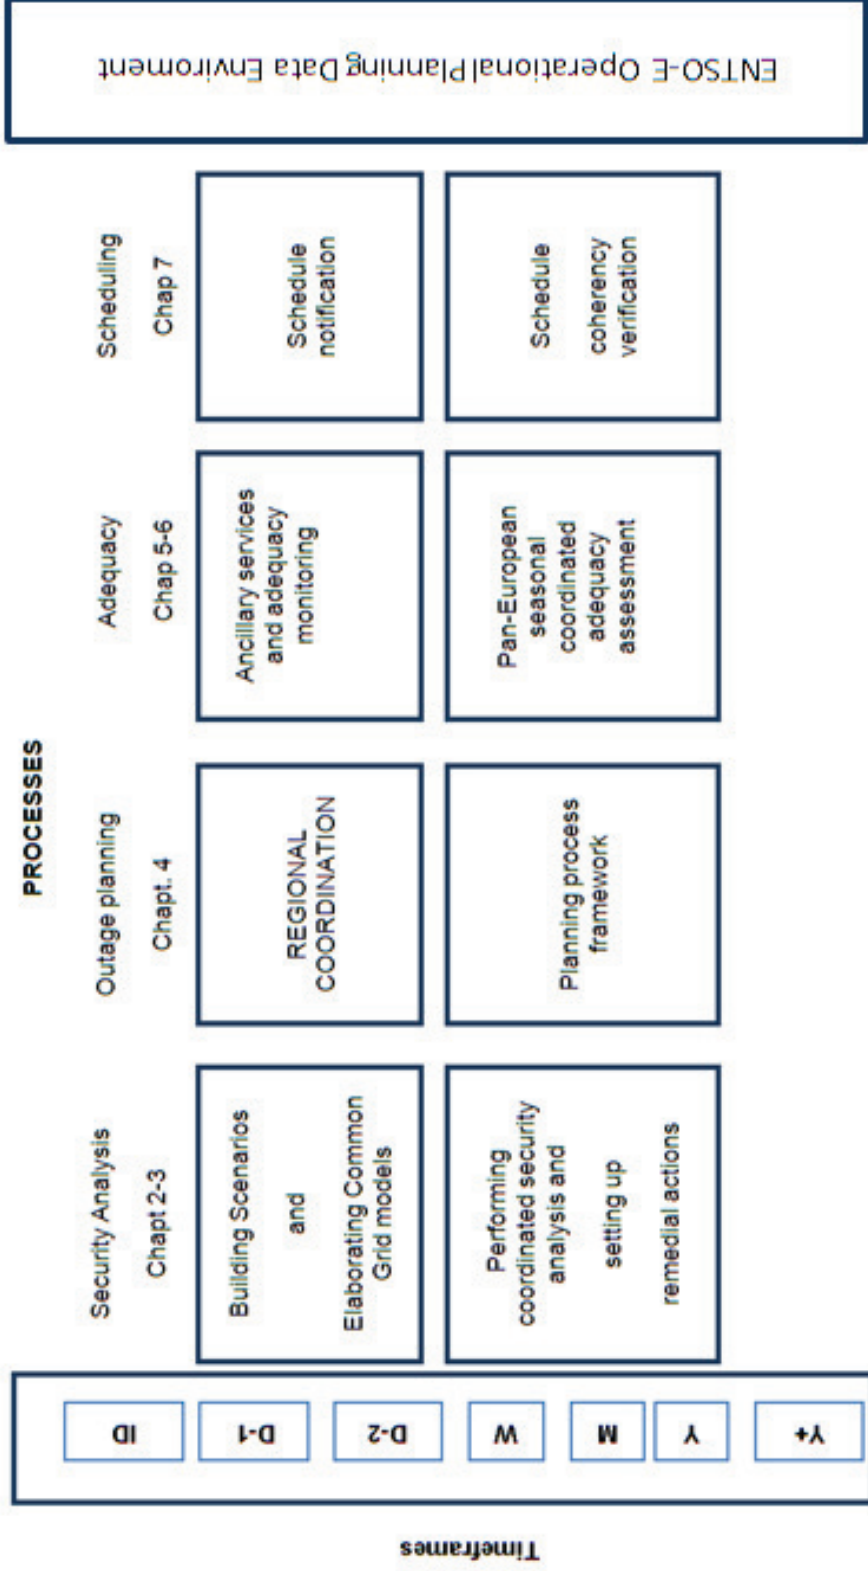 PROCESSES
Security Analysis
Chapt 2-3
Outage planning
Chapt. 4
Adequacy
Chap 5-6
Scheduling
Chap 7
Building Scenarios
and
Elaborating Common
Grid models
REGIONAL
COORDINATION
Ancillary services
and adequacy
monitoring
Schedule
notification
Performing
coordinated security
analysis and
setting up
remedial actions
Planning process
framework
Pan-European
seasonal
coordinated
adequacy
assessment
Schedule
coherency
verification
Timeframes
ID
D-1
D-2
W
M
Y
Y+
ENTSO-E Operational Planning Data Enviroment